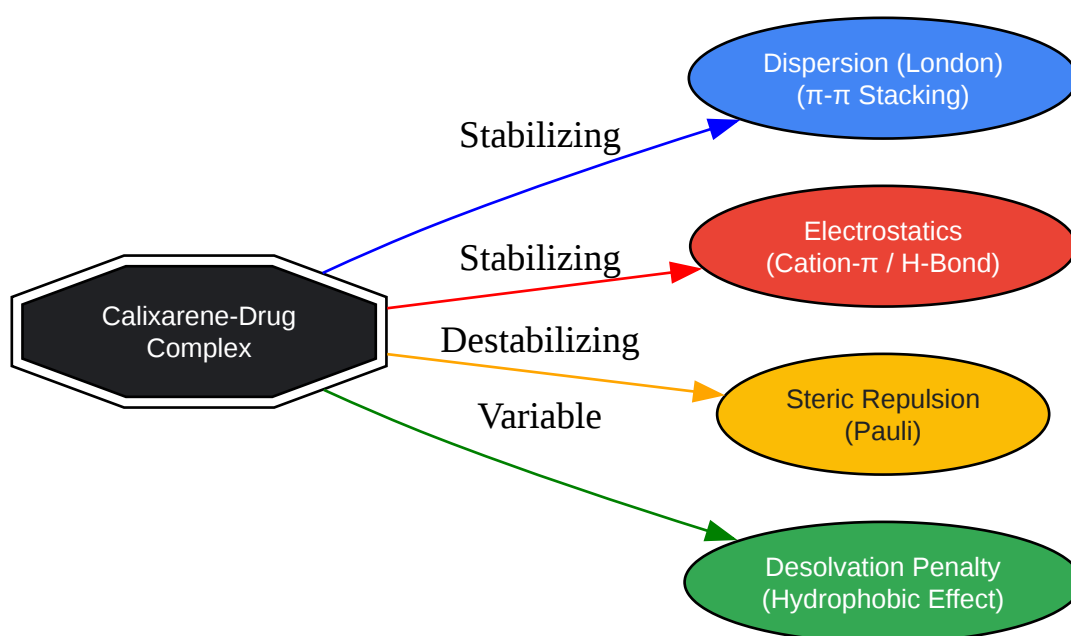 Dispersion (London)
(π-π Stacking)
Stabilizing
Electrostatics
(Cation-π / H-Bond)
Stabilizing
Calixarene-Drug
Complex
Destabilizing
Steric Repulsion
(Pauli)
Variable
Desolvation Penalty
(Hydrophobic Effect)